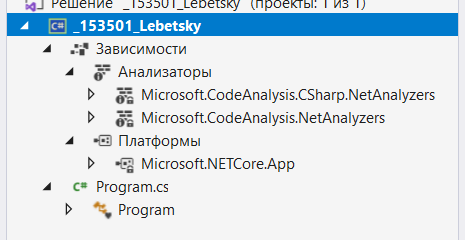 Решение "_153501_Lebetsky" (проекты: 1 из 1)
C# _153501_Lebetsky
Зависимости
Анализаторы
Microsoft.CodeAnalysis.CSharp.NetAnalyzers
Microsoft.CodeAnalysis.NetAnalyzers
Платформы
Microsoft.NETCore.App
C# Program.cs
Program